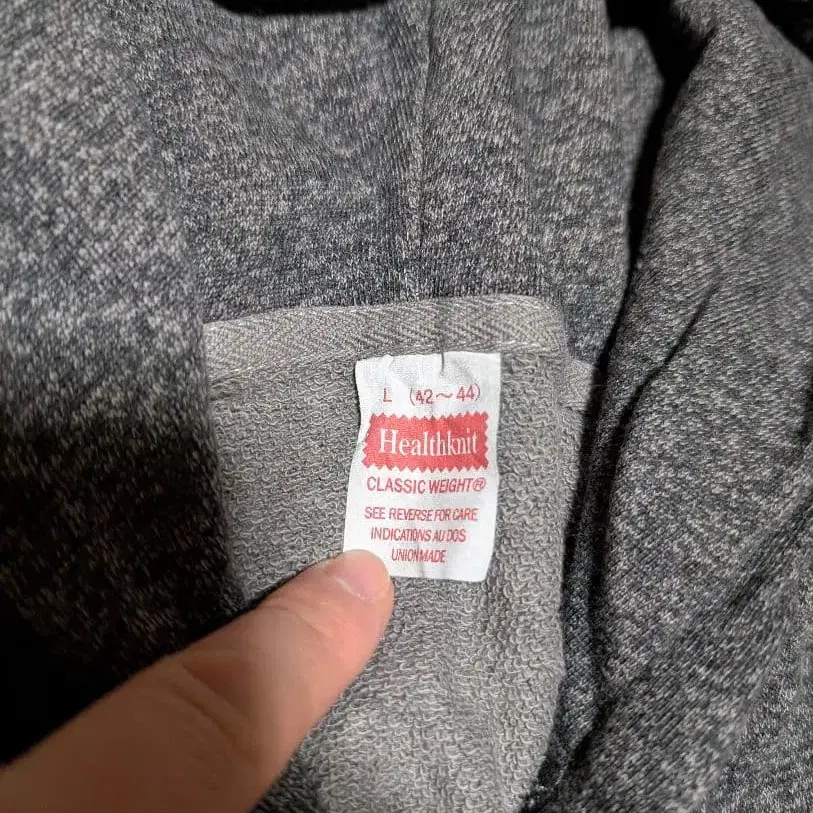 L (42～44)
Healthknit
CLASSIC WEIGHT®
SEE REVERSE FOR CARE
INDICATIONS AU DOS
UNION MADE